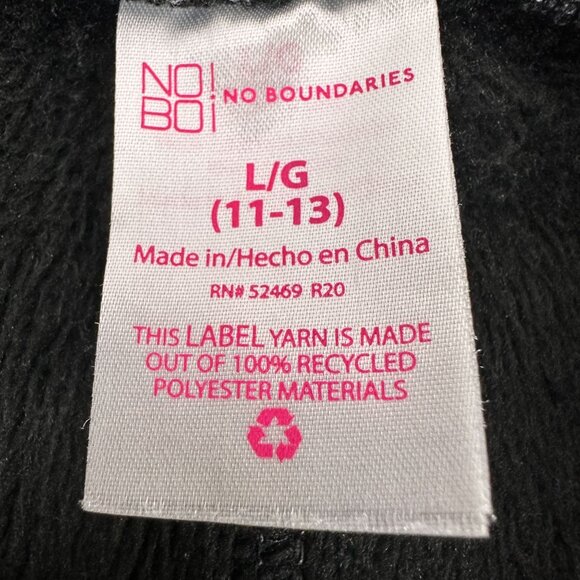 NO!
BO¡
NO BOUNDARIES
L/G
(11-13)
Made in/Hecho en China
RN# 52469 R20
THIS LABEL YARN IS MADE
OUT OF 100% RECYCLED
POLYESTER MATERIALS